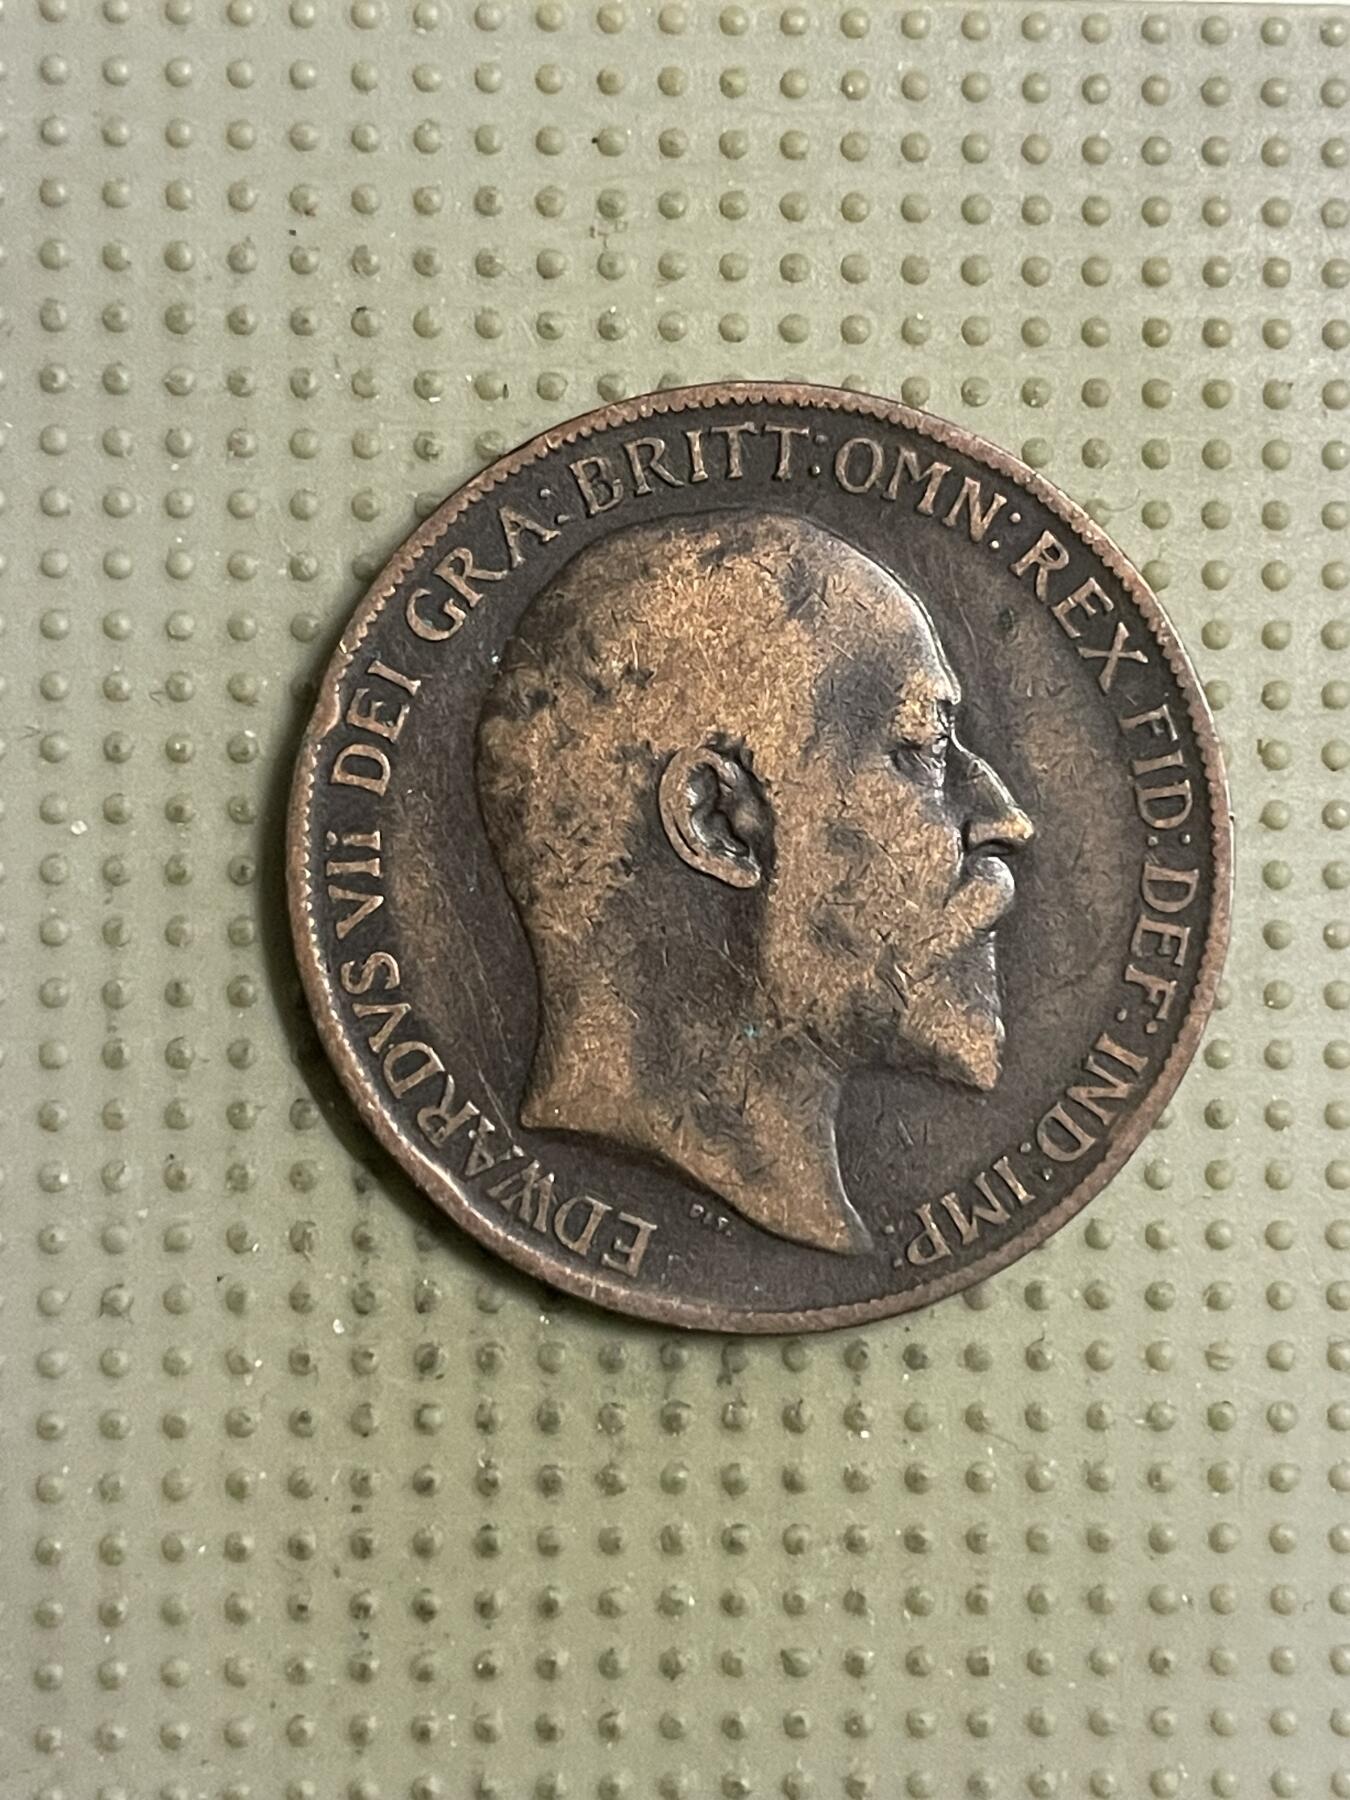 EDWARDVS VII DEI GRA: BRITT: OMN: REX FID: DEF: IND: IMP: